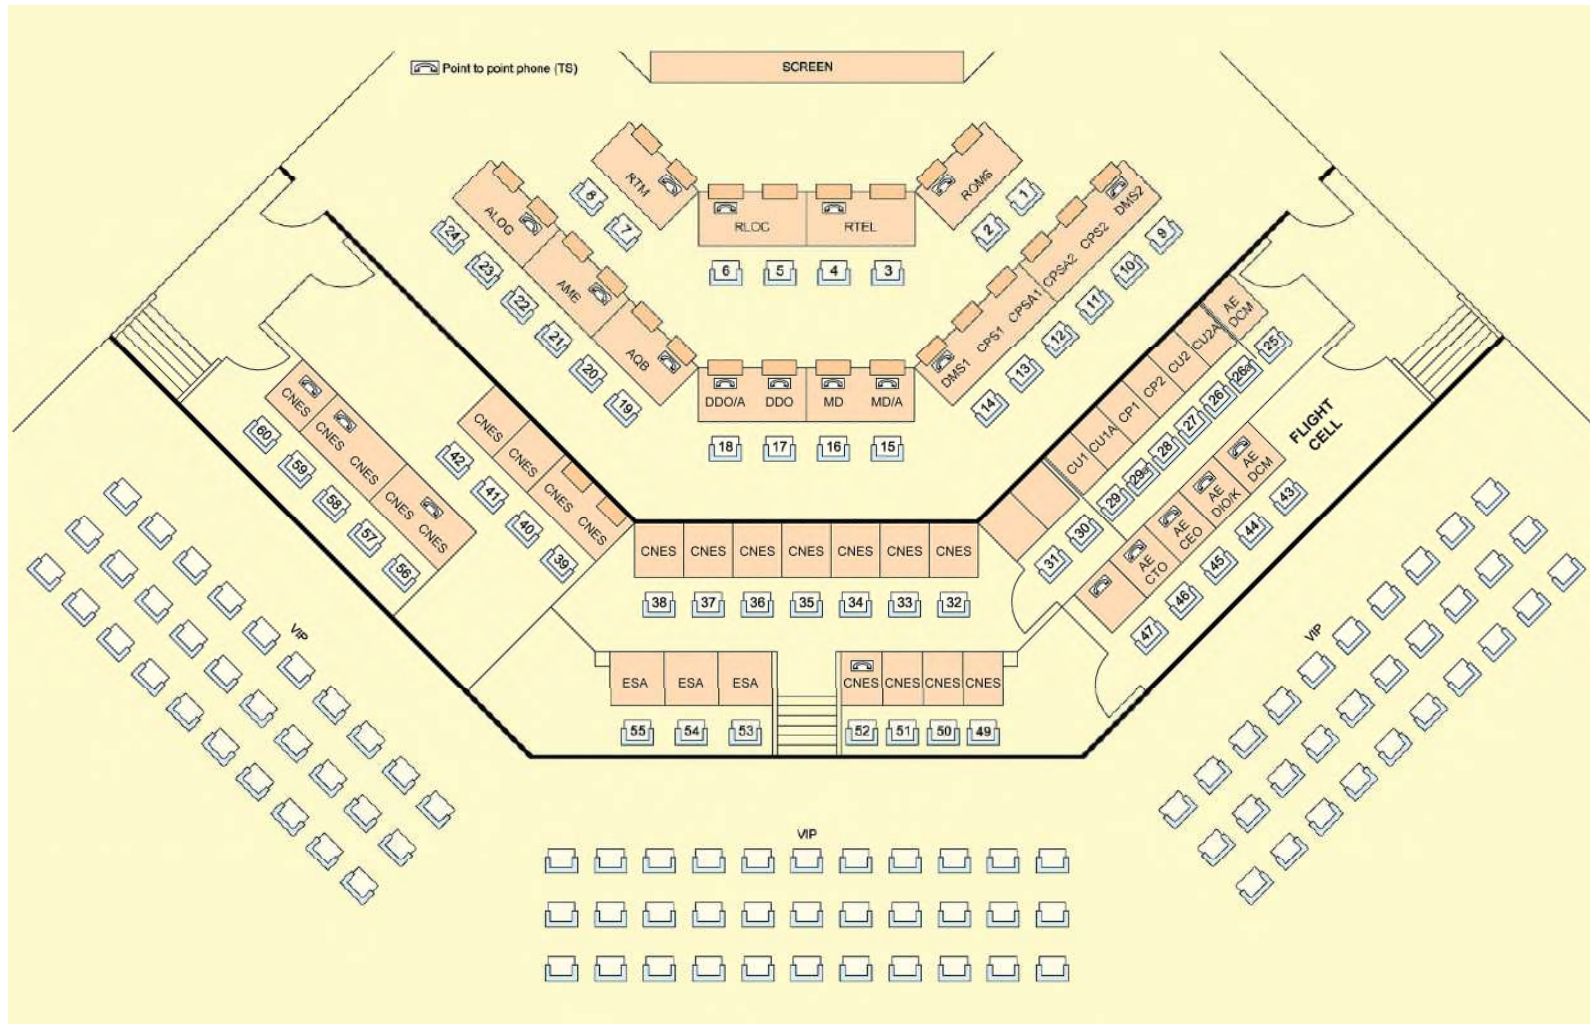 Point to point phone (TS)
SCREEN
RTM
RLOC
RTEL
ROMS
8
7
6
5
4
3
2
1
ALOG
AME
AQB
DDO/A
DDO
MD
MD/A
DMS1
CPS1
CPSA1
CPSA2
CPS2
DMS2
24
23
22
21
20
19
18
17
16
15
14
13
12
11
10
9
CNES
CNES
CNES
CNES
CNES
60
59
58
57
56
CNES
CNES
CNES
CNES
42
41
40
39
CNES
CNES
CNES
CNES
CNES
CNES
CNES
38
37
36
35
34
33
32
CU1
CU1A
CP1
CP2
CU2
CU2A
AE
DCM
31
30
29
29a
28
27
26
26a
25
FLIGHT
CELL
AE
CTO
AE
CEO
AE
DIO/K
AE
DCM
47
46
45
44
43
ESA
ESA
ESA
CNES
CNES
CNES
CNES
55
54
53
52
51
50
49
VIP
VIP
VIP